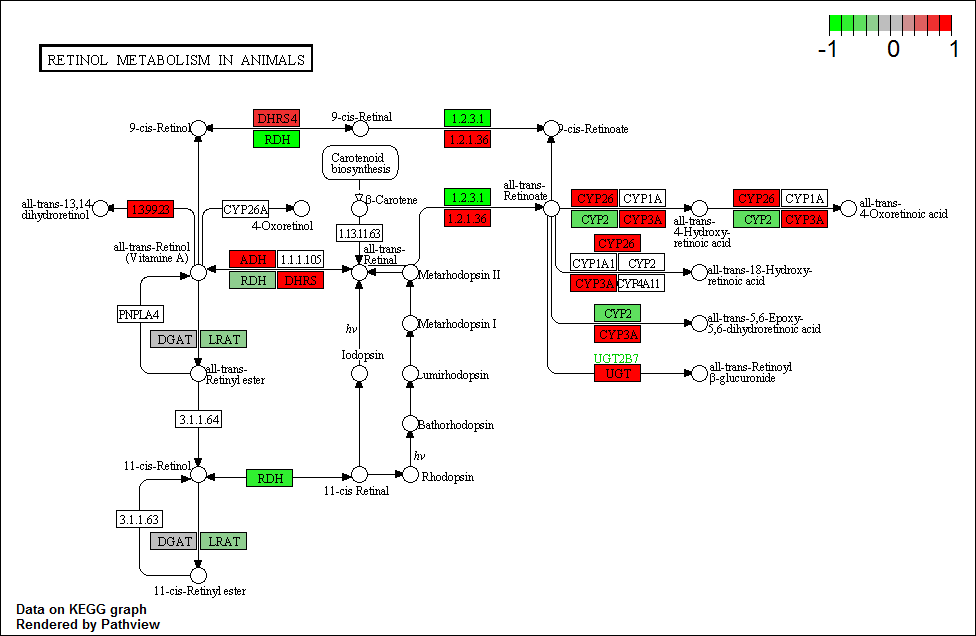 -1 0 1
RETINOL METABOLISM IN ANIMALS
9-cis-Retinol
DHRS4
RDH
9-cis-Retinal
1.2.3.1
1.2.1.36
9-cis-Retinoate
Carotenoid
biosynthesis
all-trans-13,14
dihydroretinol
1.3.99.23
CYP26A
4-Oxoretinol
β-Carotene
1.13.11.63
1.2.3.1
1.2.1.36
all-trans-
Retinoate
CYP26
CYP1A
CYP2
CYP3A
all-trans-
4-Hydroxy-
retinoic acid
CYP26
CYP1A
CYP2
CYP3A
all-trans-
4-Oxoretinoic acid
all-trans-Retinol
(Vitamine A)
ADH
1.1.1.105
RDH
DHRS
all-trans-
Retinal
Metarhodopsin II
CYP26
CYP1A1
CYP2
CYP3A
CYP4A11
all-trans-18-Hydroxy-
retinoic acid
PNPLA4
DGAT
LRAT
hν
Metarhodopsin I
CYP2
CYP3A
all-trans-5,6-Epoxy-
5,6-dihydroretinoic acid
Iodopsin
all-trans-
Retinyl ester
Lumirhodopsin
UGT2B7
UGT
all-trans-Retinoyl
β-glucuronide
3.1.1.64
Bathorhodopsin
hν
11-cis-Retinol
RDH
11-cis Retinal
Rhodopsin
3.1.1.63
DGAT
LRAT
11-cis-Retinyl ester
Data on KEGG graph
Rendered by Pathview